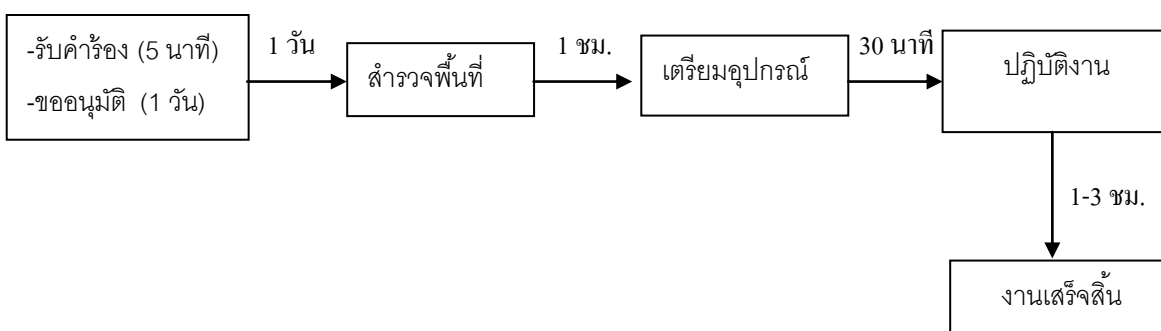 -รับคำร้อง (5 นาที)
-ขออนุมัติ (1 วัน)
1 วัน
สำรวจพื้นที่
1 ชม.
เตรียมอุปกรณ์
30 นาที
ปฏิบัติงาน
1-3 ชม.
งานเสร็จสิ้น